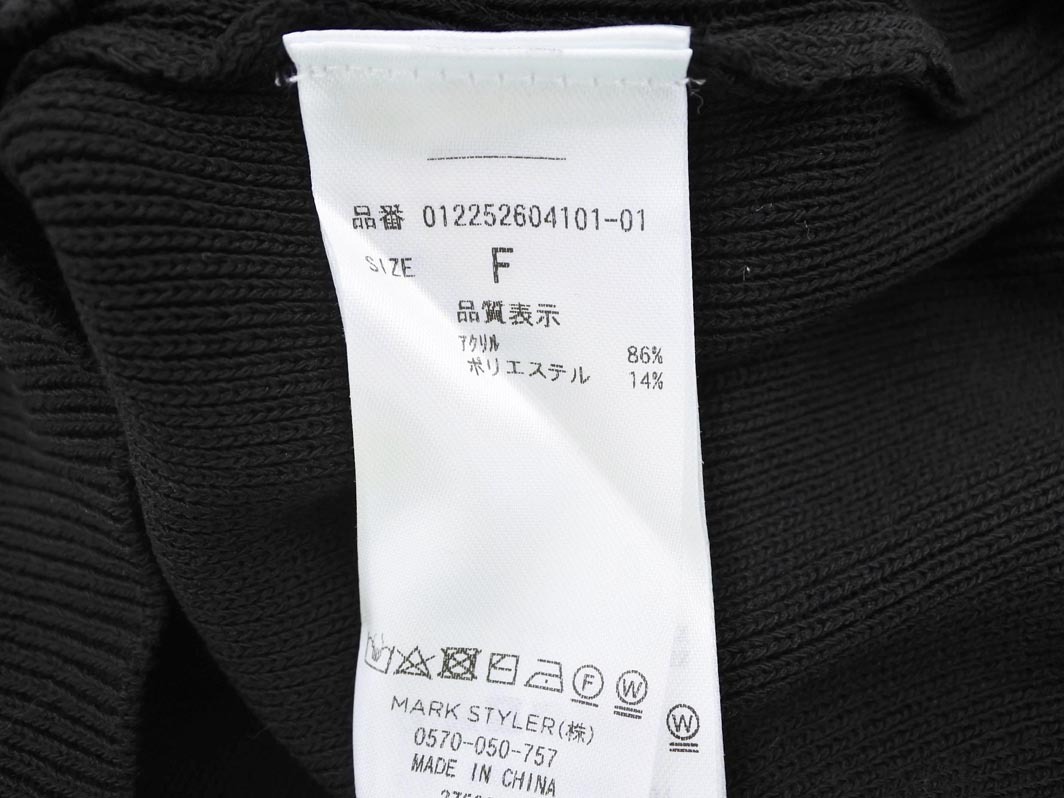 品番 012252604101-01
SIZE F
品質表示
アクリル 86%
ポリエステル 14%
F W W
MARK STYLER(株)
0570-050-757
MADE IN CHINA